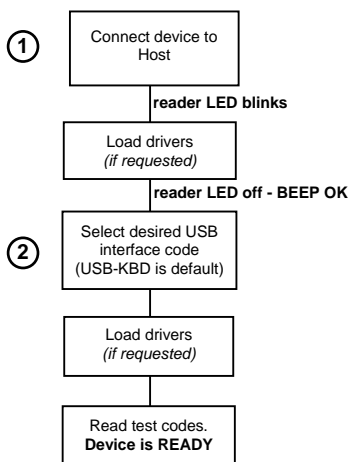 1
Connect device to
Host
reader LED blinks
Load drivers
(if requested)
reader LED off - BEEP OK
2
Select desired USB
interface code
(USB-KBD is default)
Load drivers
(if requested)
Read test codes.
Device is READY